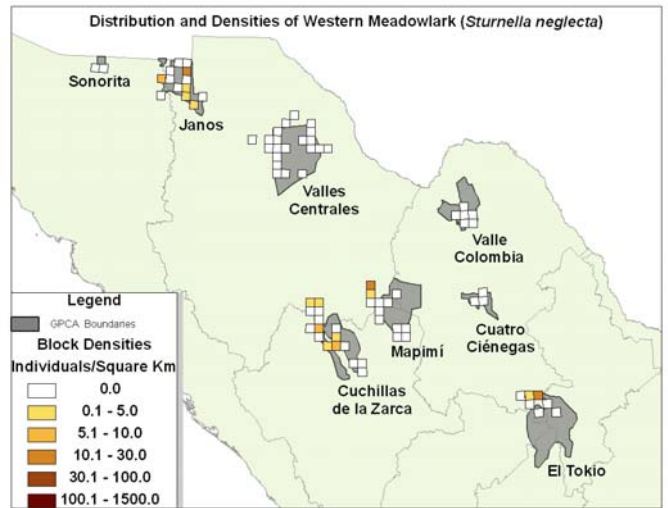 Distribution and Densities of Western Meadowlark (Sturnella neglecta)
Sonorita
Janos
Valles
Centrales
Valle
Colombia
Cuatro
Ciénegas
Mapimí
Cuchillas
de la Zarca
El Tokio
Legend
GPCA Boundaries
Block Densities
Individuals/Square Km
0.0
0.1 - 5.0
5.1 - 10.0
10.1 - 30.0
30.1 - 100.0
100.1 - 1500.0